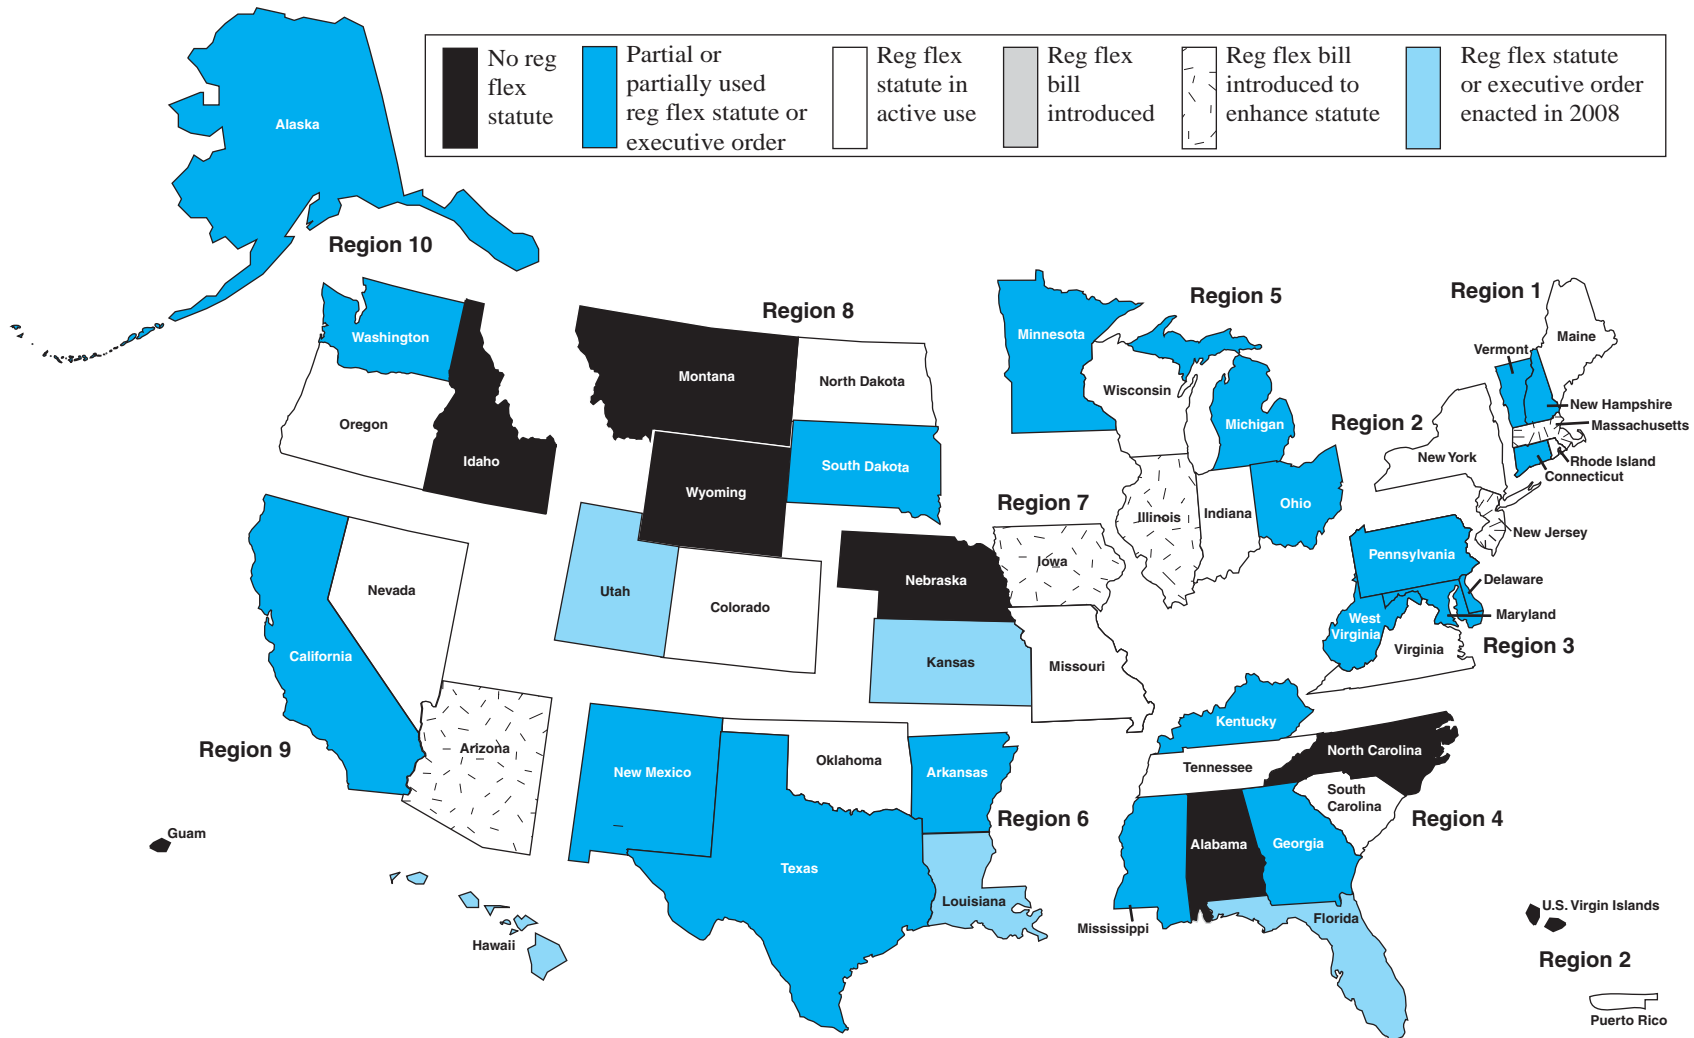 No reg
flex
statute
Partial or
partially used
reg flex statute or
executive order
Reg flex
statute in
active use
Reg flex
bill
introduced
Reg flex bill
introduced to
enhance statute
Reg flex statute
or executive order
enacted in 2008
Alaska
Region 10
Washington
Oregon
Idaho
Region 8
Montana
North Dakota
Wyoming
South Dakota
Utah
Colorado
Region 5
Minnesota
Wisconsin
Michigan
Illinois
Indiana
Ohio
Region 1
Maine
Vermont
New Hampshire
Massachusetts
Rhode Island
Connecticut
Region 2
New York
New Jersey
Region 7
Iowa
Nebraska
Kansas
Missouri
Pennsylvania
Delaware
Maryland
West
Virginia
Virginia
Region 3
Nevada
California
Arizona
Region 9
Guam
Hawaii
New Mexico
Oklahoma
Arkansas
Texas
Louisiana
Region 6
Kentucky
Tennessee
North Carolina
South
Carolina
Region 4
Alabama
Georgia
Mississippi
Florida
U.S. Virgin Islands
Region 2
Puerto Rico